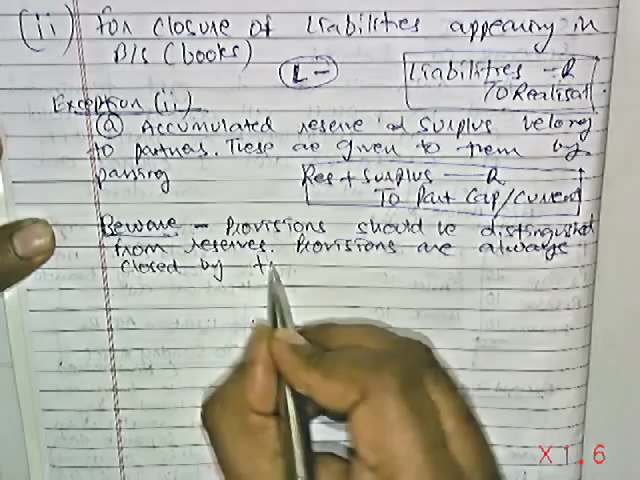 (ii) For closure of Liabilities appearing in
B/S (books)
L -
Liabilities - R
To Realisat.
Exception (ii)
(a) Accumulated reserve and surplus belong
to partners. These are given to them by
passing
Res + Surplus - R
To Part Cap/Current
Beware - Provisions should be distinguished
from reserves. Provisions are always
closed by
X1.6